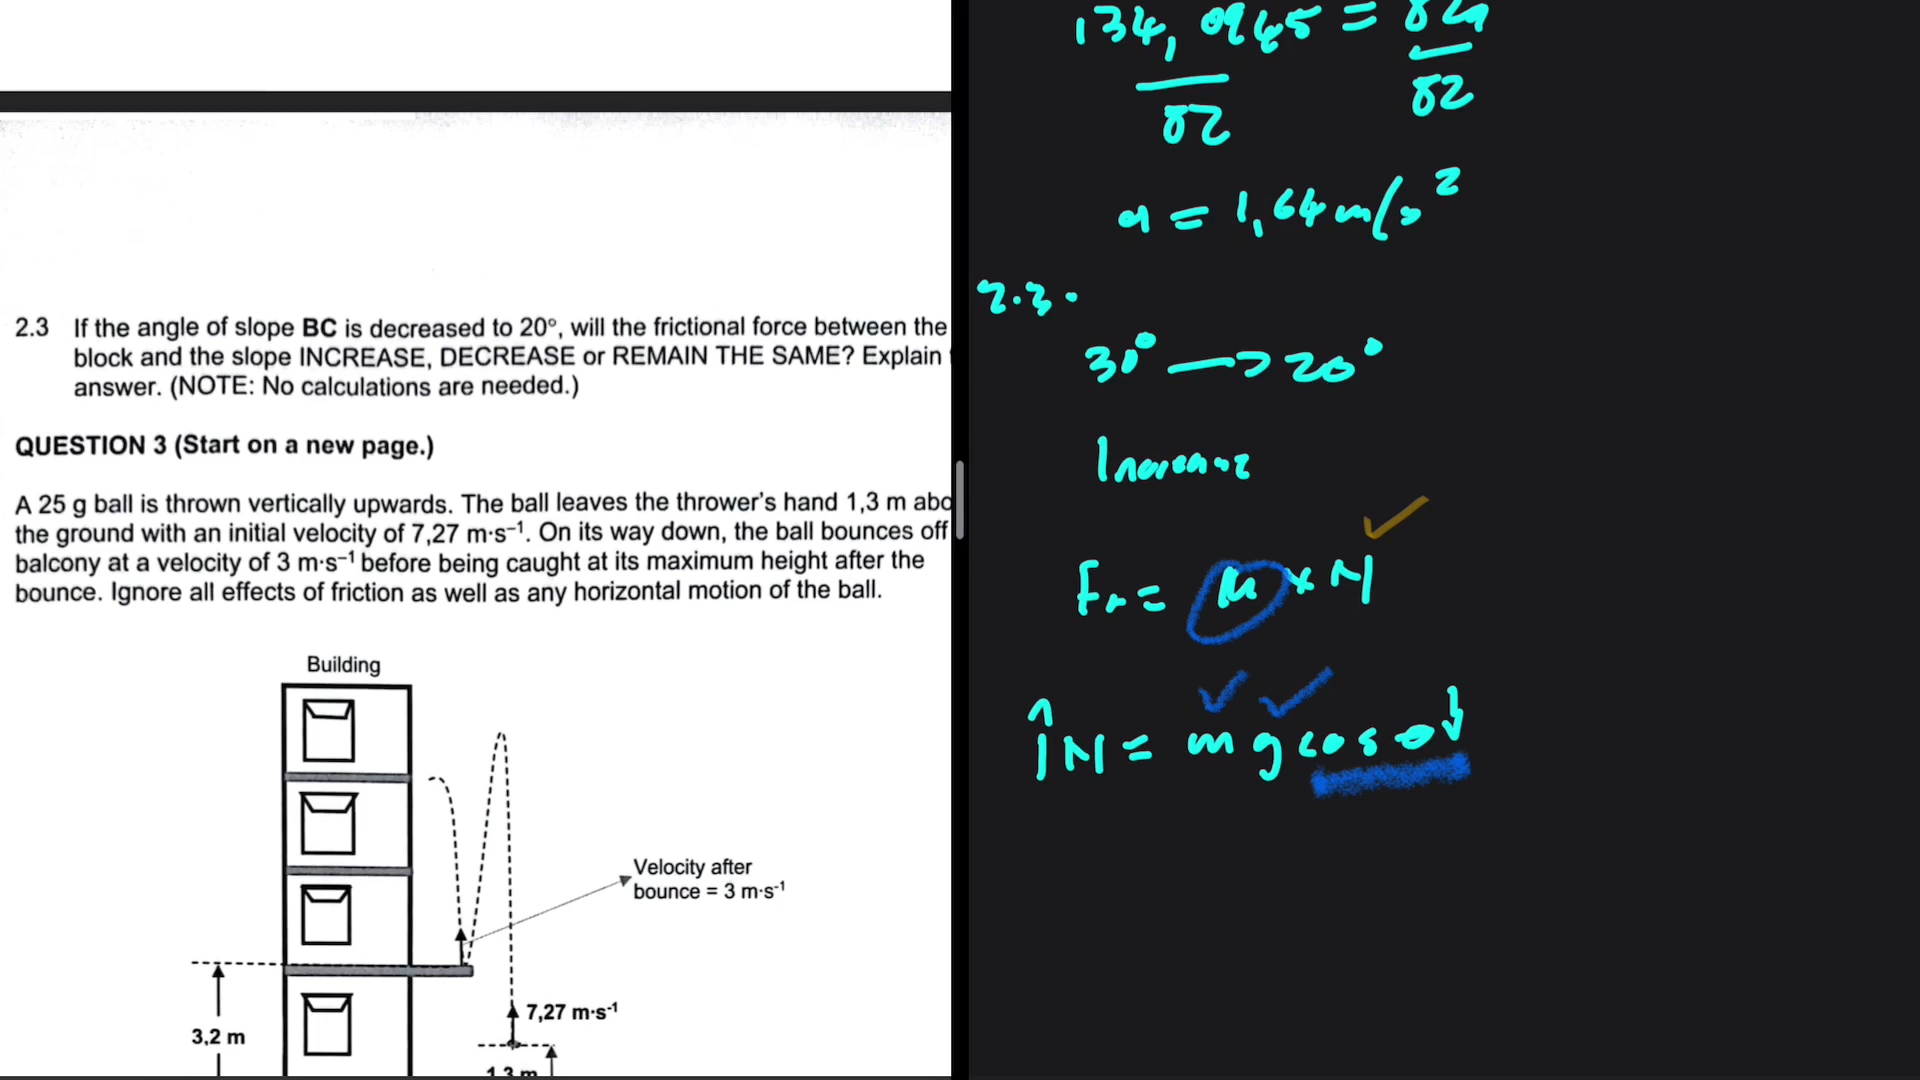 2.3 If the angle of slope BC is decreased to 20°, will the frictional force between the
block and the slope INCREASE, DECREASE or REMAIN THE SAME? Explain
answer. (NOTE: No calculations are needed.)
QUESTION 3 (Start on a new page.)
A 25 g ball is thrown vertically upwards. The ball leaves the thrower's hand 1,3 m abo
the ground with an initial velocity of 7,27 m·s⁻¹. On its way down, the ball bounces off
balcony at a velocity of 3 m·s⁻¹ before being caught at its maximum height after the
bounce. Ignore all effects of friction as well as any horizontal motion of the ball.
Building
Velocity after
bounce = 3 m·s⁻¹
7,27 m·s⁻¹
3,2 m
1,3 m
134,0945 = 82a
82 82
a = 1,64 m/s²
2.3.
30° → 20°
Increase
Fr = μ × N
↑N = mg cos θ↓